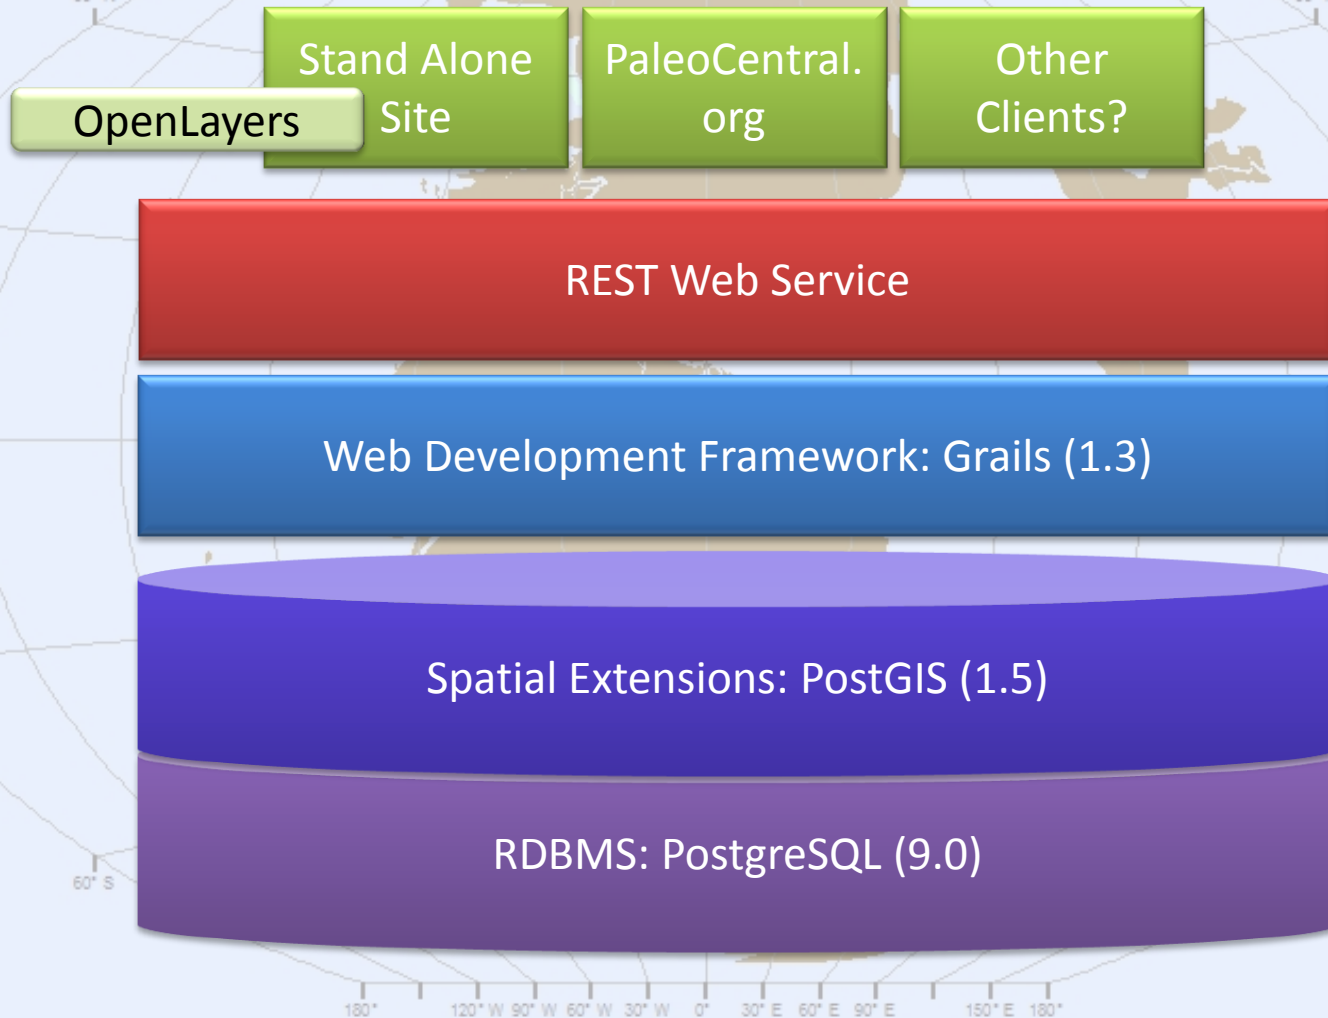 Stand Alone
Site
PaleoCentral.
org
Other
Clients?
OpenLayers
REST Web Service
Web Development Framework: Grails (1.3)
Spatial Extensions: PostGIS (1.5)
RDBMS: PostgreSQL (9.0)
60° S
180° 120° W 90° W 60° W 30° W 0° 30° E 60° E 90° E 150° E 180°